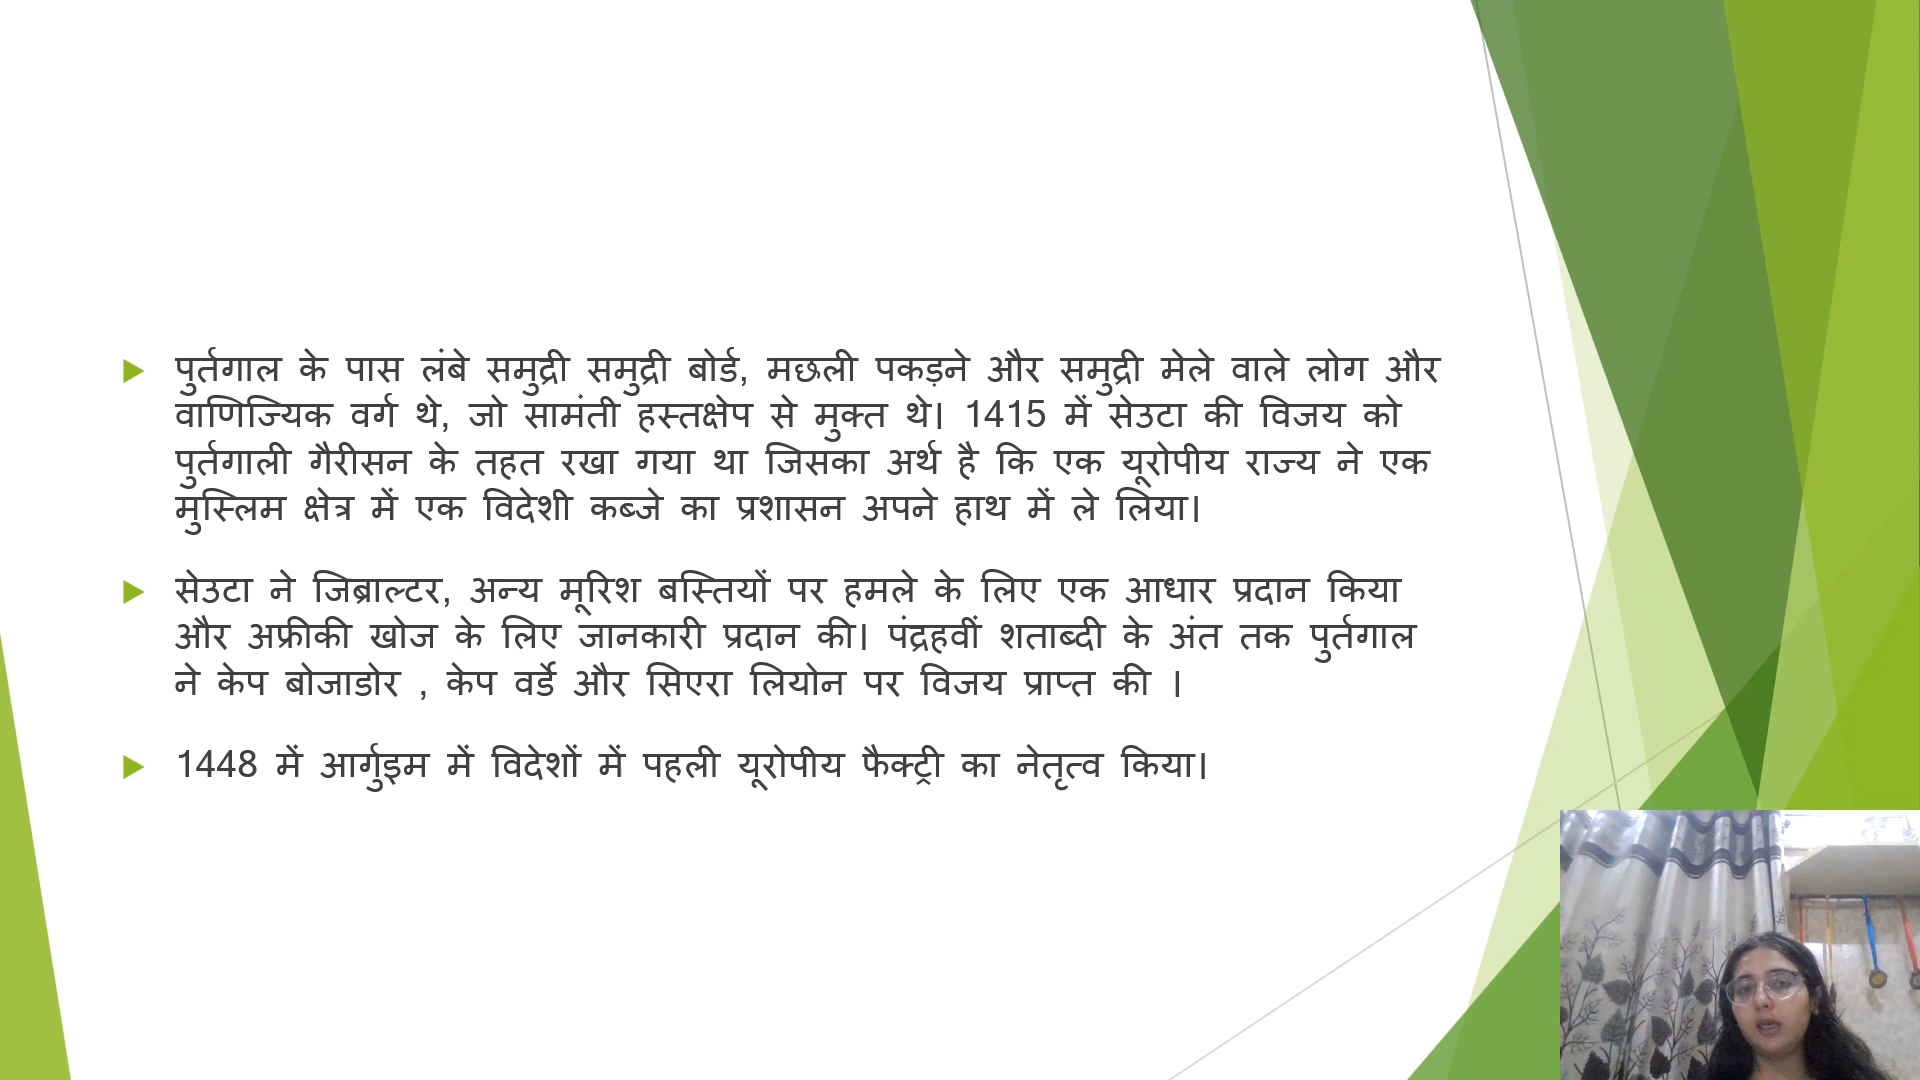 पुर्तगाल के पास लंबे समुद्री समुद्री बोर्ड, मछली पकड़ने और समुद्री मेले वाले लोग और
वाणिज्यिक वर्ग थे, जो सामंती हस्तक्षेप से मुक्त थे। 1415 में सेउटा की विजय को
पुर्तगाली गैरीसन के तहत रखा गया था जिसका अर्थ है कि एक यूरोपीय राज्य ने एक
मुस्लिम क्षेत्र में एक विदेशी कब्जे का प्रशासन अपने हाथ में ले लिया।
सेउटा ने जिब्राल्टर, अन्य मूरिश बस्तियों पर हमले के लिए एक आधार प्रदान किया
और अफ्रीकी खोज के लिए जानकारी प्रदान की। पंद्रहवीं शताब्दी के अंत तक पुर्तगाल
ने केप बोजाडोर , केप वर्डे और सिएरा लियोन पर विजय प्राप्त की ।
1448 में आर्गुइम में विदेशों में पहली यूरोपीय फैक्ट्री का नेतृत्व किया।